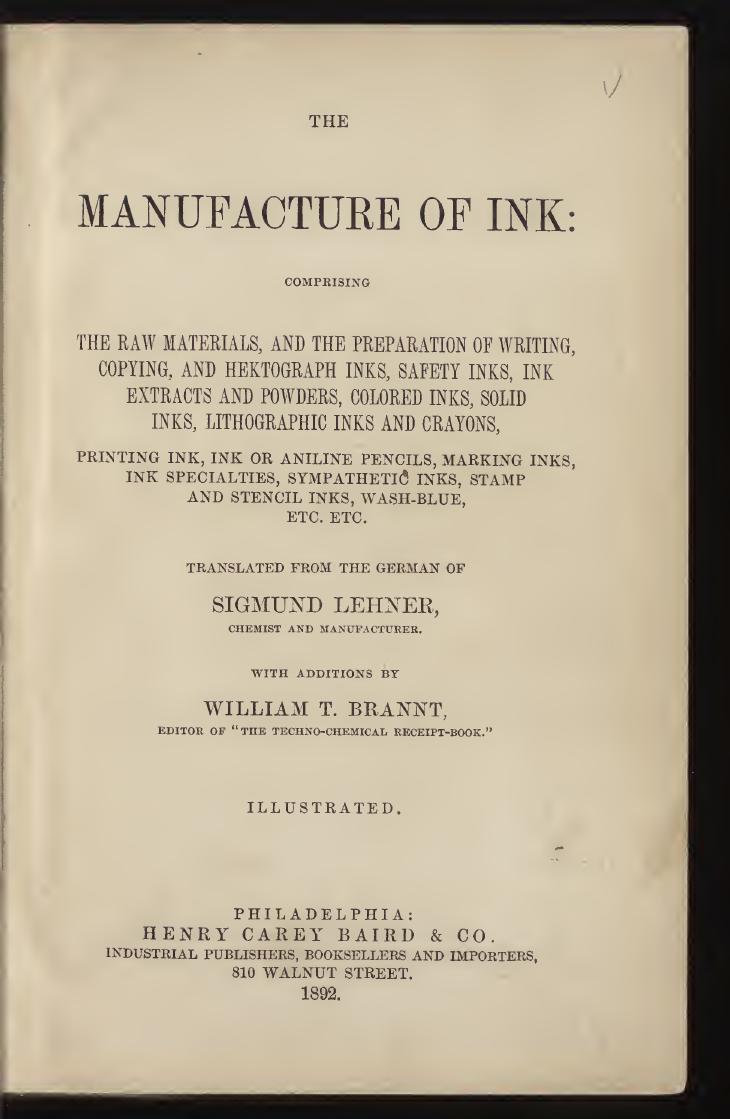 THE
MANUFACTURE OF INK:
COMPRISING
THE RAW MATERIALS, AND THE PREPARATION OF WRITING,
COPYING, AND HEKTOGRAPH INKS, SAFETY INKS, INK
EXTRACTS AND POWDERS, COLORED INKS, SOLID
INKS, LITHOGRAPHIC INKS AND CRAYONS,
PRINTING INK, INK OR ANILINE PENCILS, MARKING INKS,
INK SPECIALTIES, SYMPATHETIC INKS, STAMP
AND STENCIL INKS, WASH-BLUE,
ETC. ETC.
TRANSLATED FROM THE GERMAN OF
SIGMUND LEHNER,
CHEMIST AND MANUFACTURER.
WITH ADDITIONS BY
WILLIAM T. BRANNT,
EDITOR OF "THE TECHNO-CHEMICAL RECEIPT-BOOK."
ILLUSTRATED.
PHILADELPHIA:
HENRY CAREY BAIRD & CO.
INDUSTRIAL PUBLISHERS, BOOKSELLERS AND IMPORTERS,
810 WALNUT STREET.
1892.